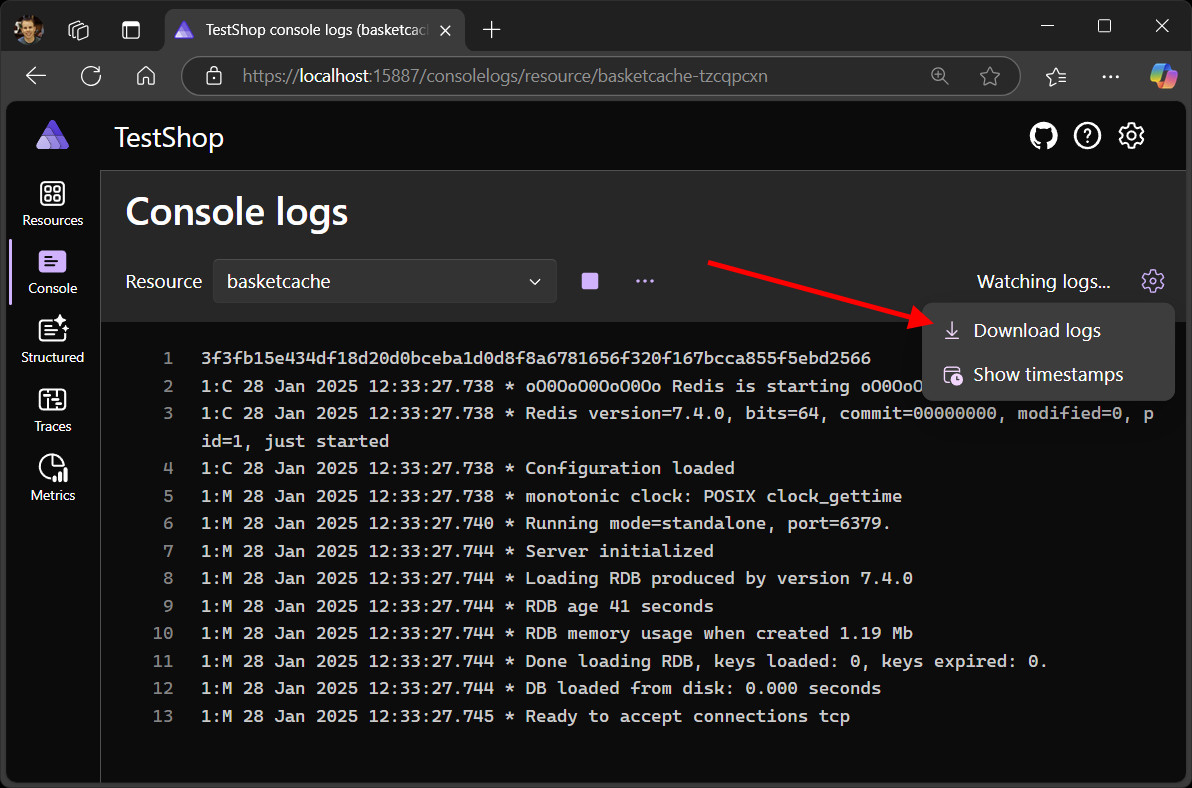 TestShop console logs (basketcac
https://localhost:15887/consolelogs/resource/basketcache-tzcqpcxn
TestShop
Resources
Console
Structured
Traces
Metrics
Console logs
Resource basketcache Watching logs...
Download logs
Show timestamps
1 3f3fb15e434df18d20d0bceba1d0d8f8a6781656f320f167bcca855f5ebd2566
2 1:C 28 Jan 2025 12:33:27.738 * oO0OoO0OoO0Oo Redis is starting oO0Oo
3 1:C 28 Jan 2025 12:33:27.738 * Redis version=7.4.0, bits=64, commit=00000000, modified=0, p
id=1, just started
4 1:C 28 Jan 2025 12:33:27.738 * Configuration loaded
5 1:M 28 Jan 2025 12:33:27.738 * monotonic clock: POSIX clock_gettime
6 1:M 28 Jan 2025 12:33:27.740 * Running mode=standalone, port=6379.
7 1:M 28 Jan 2025 12:33:27.744 * Server initialized
8 1:M 28 Jan 2025 12:33:27.744 * Loading RDB produced by version 7.4.0
9 1:M 28 Jan 2025 12:33:27.744 * RDB age 41 seconds
10 1:M 28 Jan 2025 12:33:27.744 * RDB memory usage when created 1.19 Mb
11 1:M 28 Jan 2025 12:33:27.744 * Done loading RDB, keys loaded: 0, keys expired: 0.
12 1:M 28 Jan 2025 12:33:27.744 * DB loaded from disk: 0.000 seconds
13 1:M 28 Jan 2025 12:33:27.745 * Ready to accept connections tcp